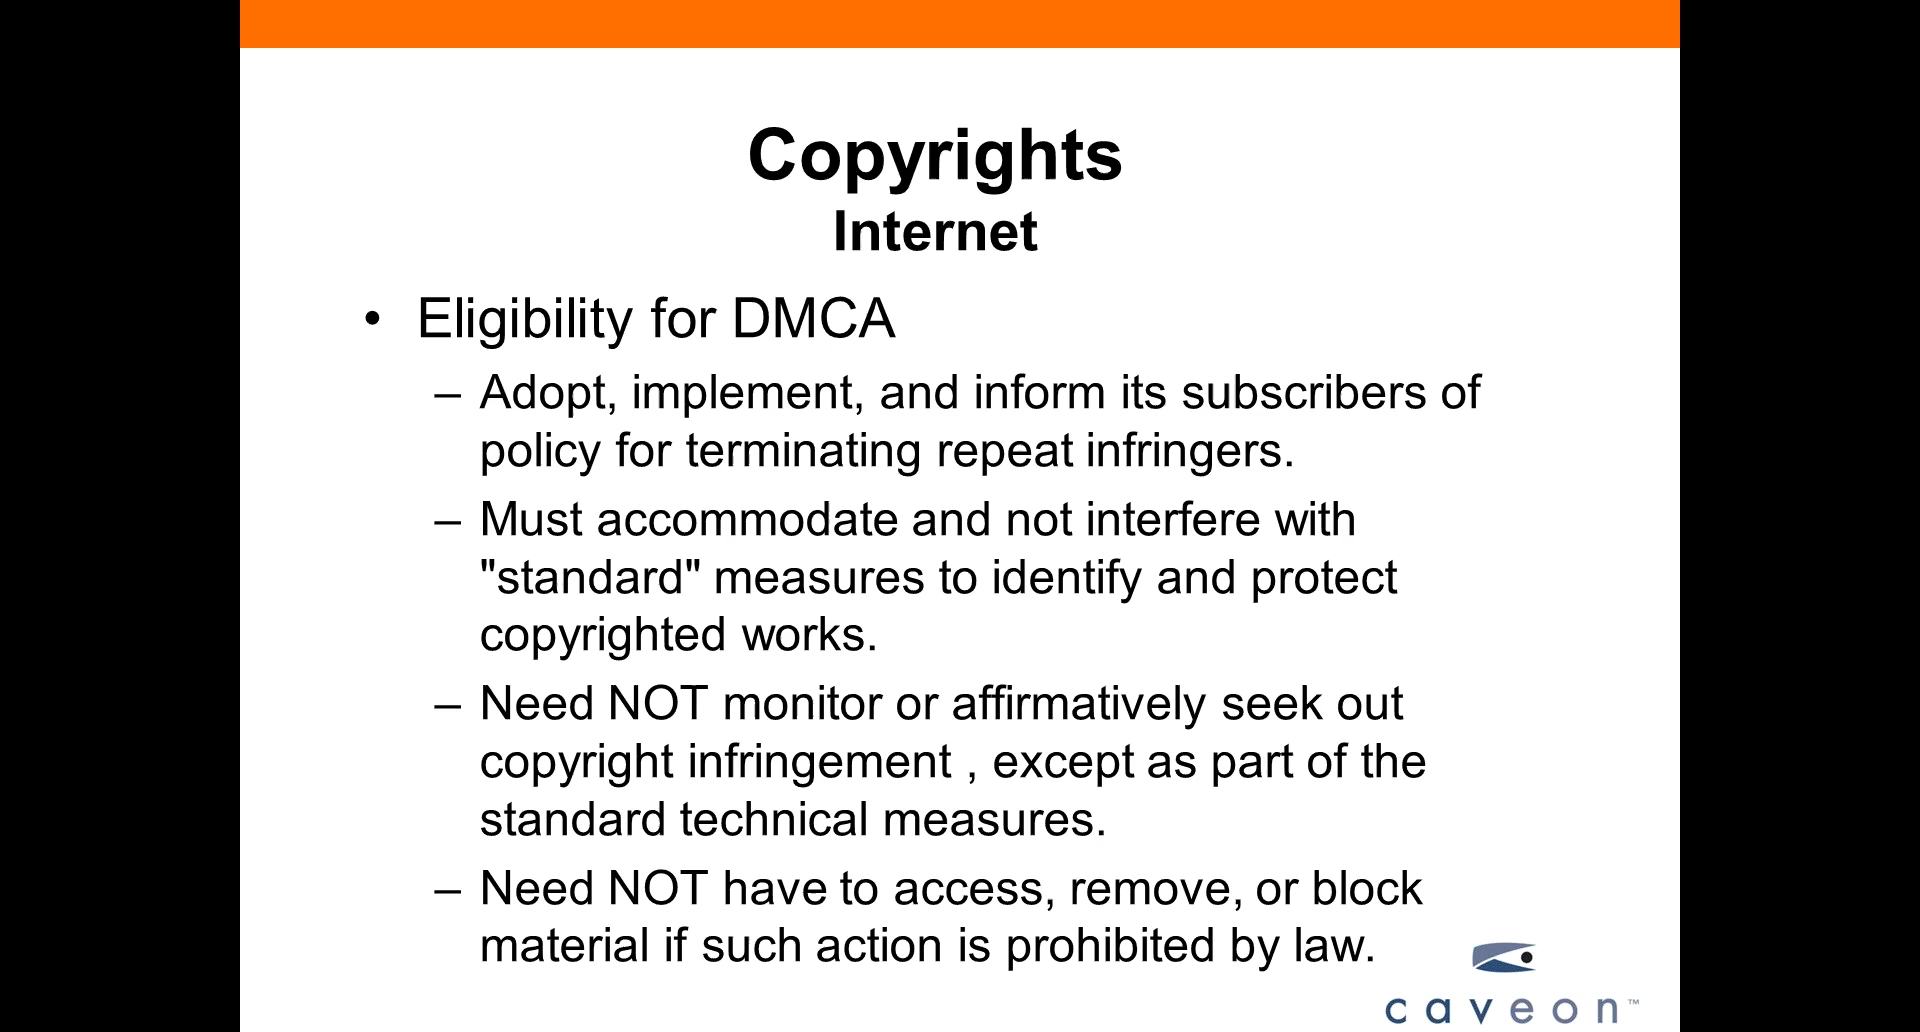 Copyrights
Internet
• Eligibility for DMCA
– Adopt, implement, and inform its subscribers of
policy for terminating repeat infringers.
– Must accommodate and not interfere with
"standard" measures to identify and protect
copyrighted works.
– Need NOT monitor or affirmatively seek out
copyright infringement , except as part of the
standard technical measures.
– Need NOT have to access, remove, or block
material if such action is prohibited by law.
caveon™